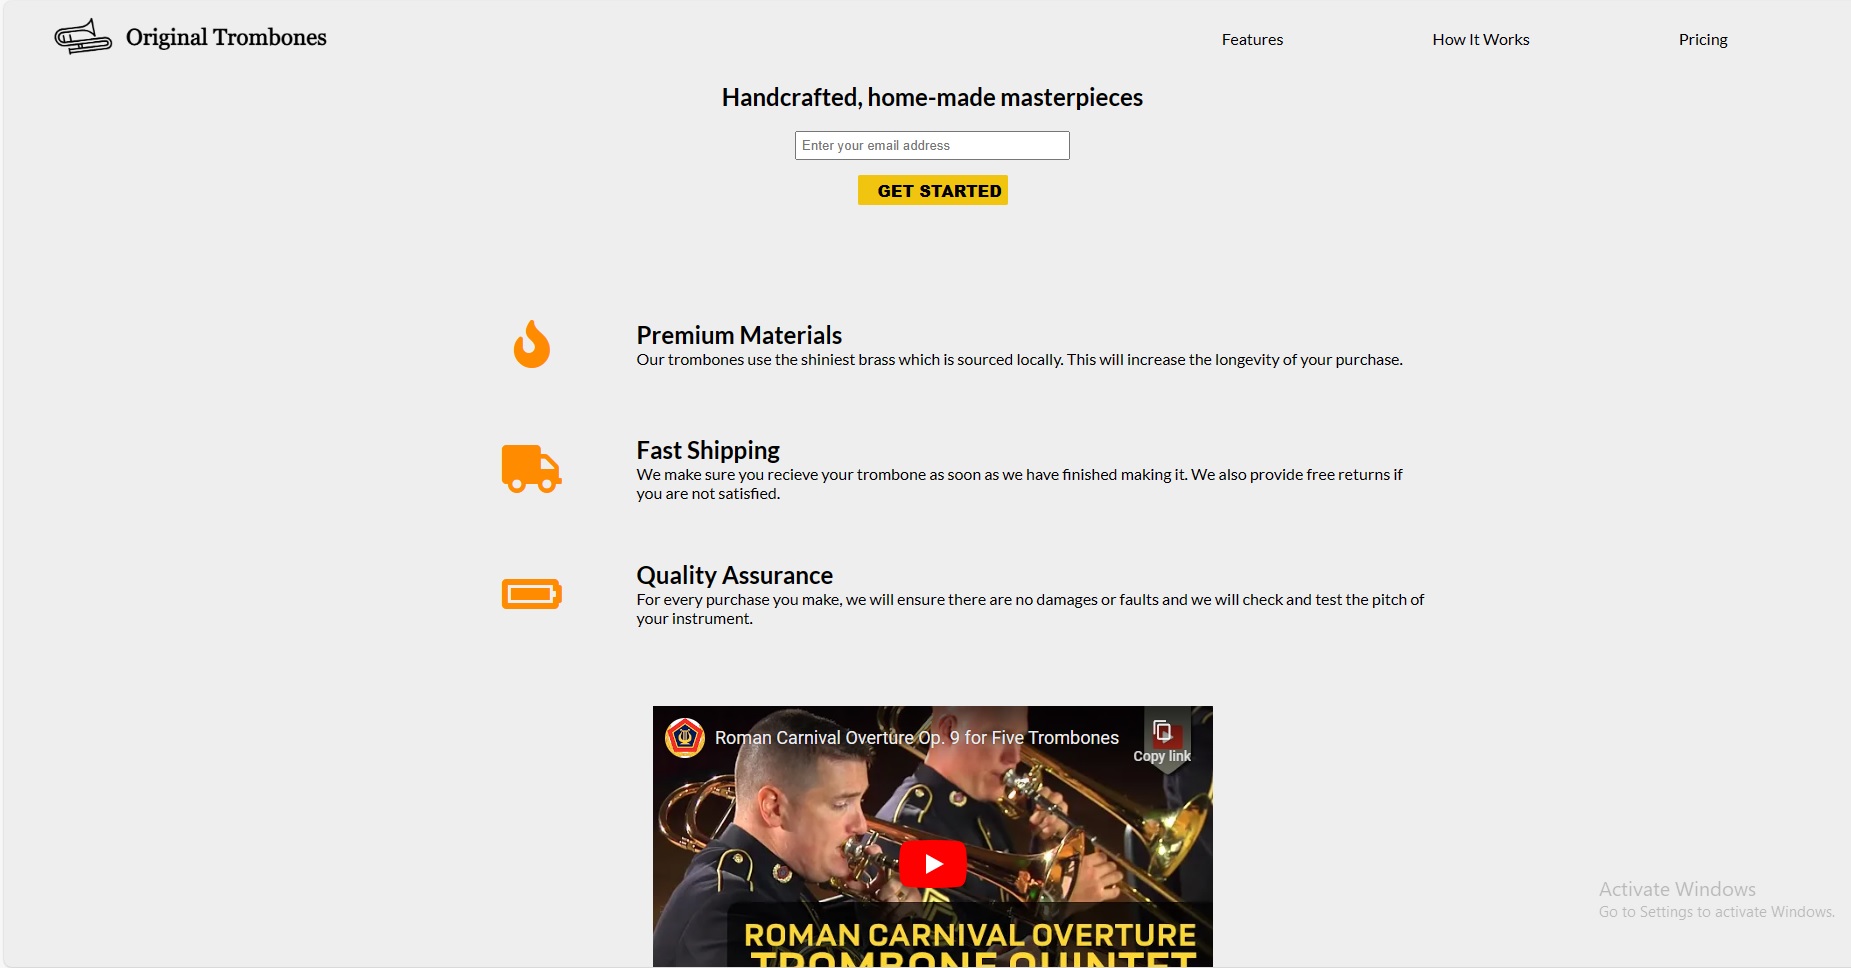 Original Trombones
Features
How It Works
Pricing
Handcrafted, home-made masterpieces
Enter your email address
GET STARTED
Premium Materials
Our trombones use the shiniest brass which is sourced locally. This will increase the longevity of your purchase.
Fast Shipping
We make sure you recieve your trombone as soon as we have finished making it. We also provide free returns if
you are not satisfied.
Quality Assurance
For every purchase you make, we will ensure there are no damages or faults and we will check and test the pitch of
your instrument.
Roman Carnival Overture Op. 9 for Five Trombones
Copy link
ROMAN CARNIVAL OVERTURE
TROMBONE QUINTET
Activate Windows
Go to Settings to activate Windows.